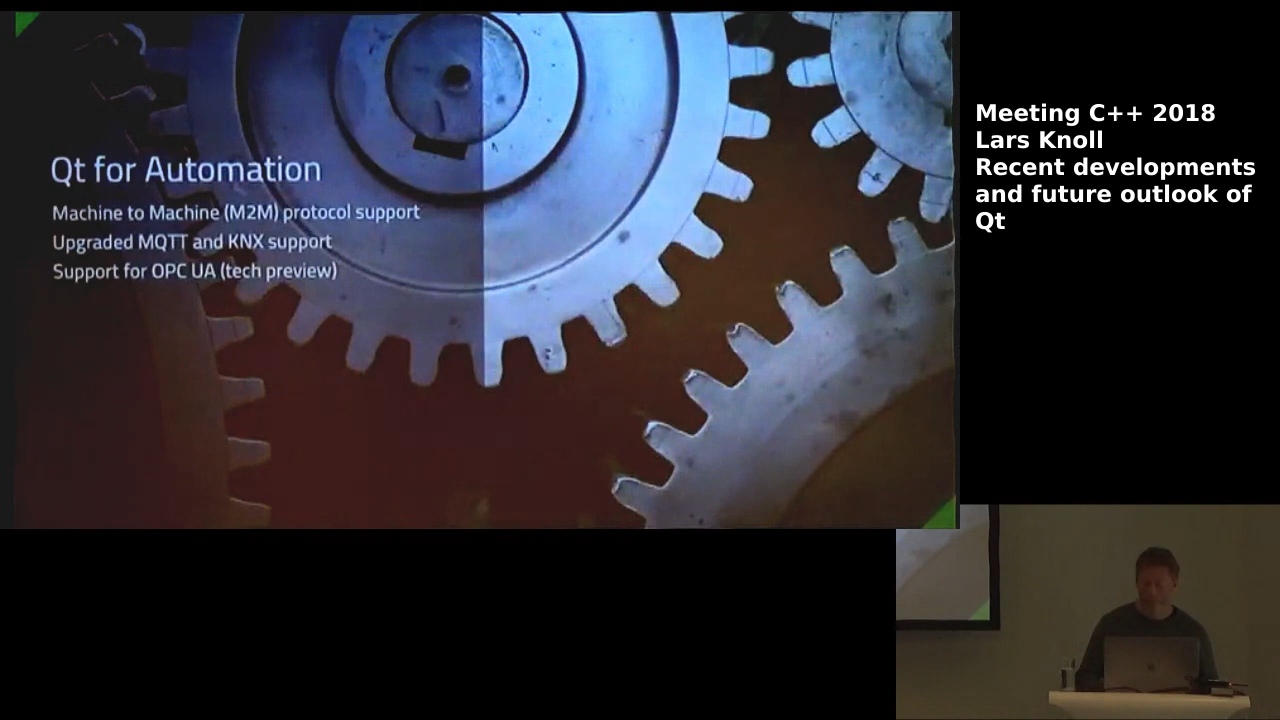 Qt for Automation
Machine to Machine (M2M) protocol support
Upgraded MQTT and KNX support
Support for OPC UA (tech preview)
Meeting C++ 2018
Lars Knoll
Recent developments
and future outlook of
Qt